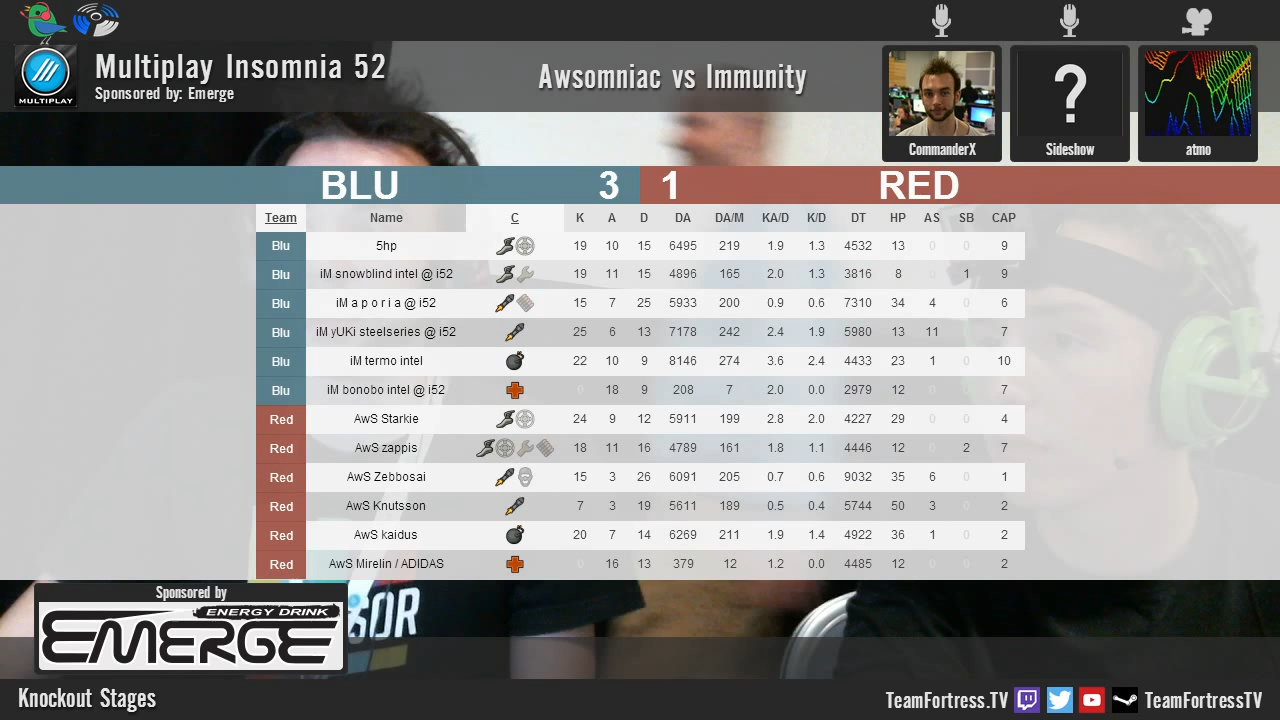 Multiplay Insomnia 52
Sponsored by: Emerge
MULTIPLAY
Awsomniac vs Immunity
CommanderX
?
Sideshow
atmo
BLU 3 1 RED
Team Name C K A D DA DA/M KA/D K/D DT HP AS SB CAP
Blu 5hp 19 10 15 6495 219 1.9 1.3 4532 13 0 0 9
Blu iM snowblind intel @ i52 19 11 15 4896 165 2.0 1.3 3816 8 0 1 9
Blu iM a p o r i a @ i52 15 7 25 5933 200 0.9 0.6 7310 34 4 0 6
Blu iM yUKi steelseries @ i52 25 6 13 7178 242 2.4 1.9 5980 13 11 7
Blu iM termo intel 22 10 9 8146 274 3.6 2.4 4433 23 1 0 10
Blu iM bonobo intel @ i52 0 18 9 208 7 2.0 0.0 2979 12 0 0 7
Red AwS Starkie 24 9 12 5911 199 2.8 2.0 4227 29 0 0 4
Red AwS zappis 18 11 16 4789 161 1.8 1.1 4446 12 0 2 7
Red AwS Zebbosai 15 3 26 6091 205 0.7 0.6 9032 35 6 0 1
Red AwS Knutsson 7 3 19 5611 189 0.5 0.4 5744 50 3 0 2
Red AwS kaidus 20 7 14 6269 211 1.9 1.4 4922 36 1 0 2
Red AwS Mirelin / ADIDAS 0 16 13 379 12 1.2 0.0 4485 12 0 0 2
Sponsored by
ENERGY DRINK
EMERGE
Knockout Stages
TeamFortress.TV
TeamFortressTV